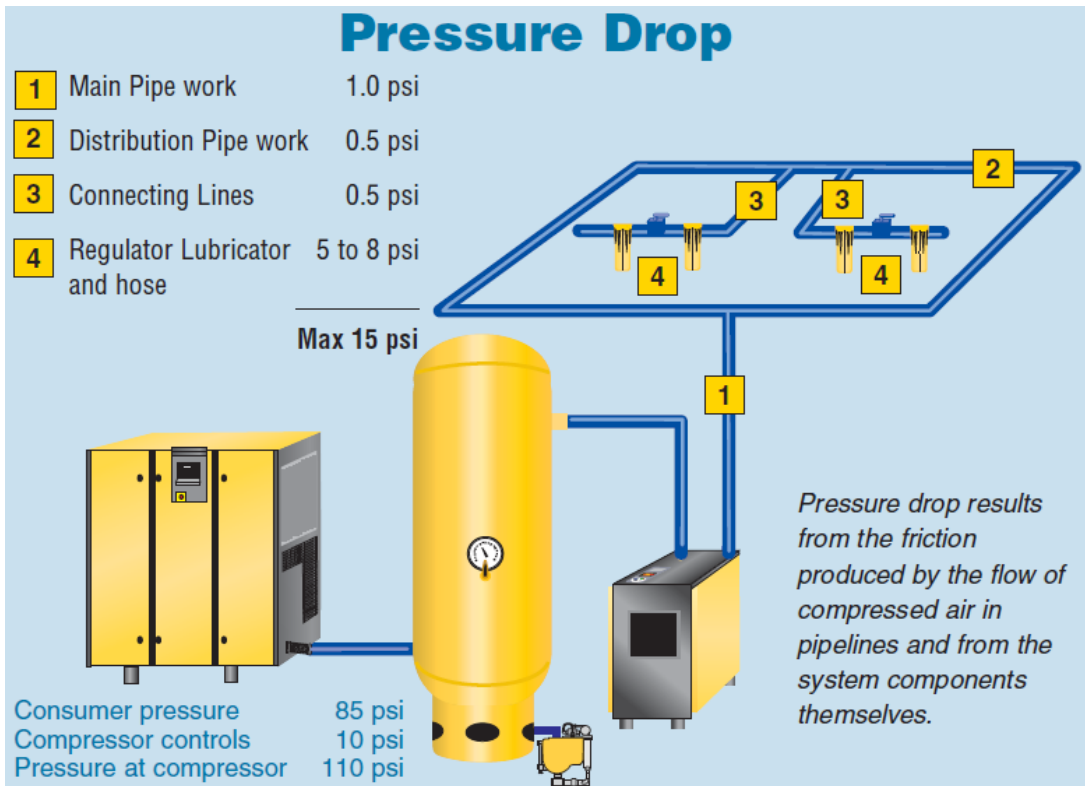 Pressure Drop
1 Main Pipe work 1.0 psi
2 Distribution Pipe work 0.5 psi
3 Connecting Lines 0.5 psi
4 Regulator Lubricator 5 to 8 psi
and hose
Max 15 psi
2
3
3
4
4
1
Pressure drop results
from the friction
produced by the flow of
compressed air in
pipelines and from the
system components
themselves.
Consumer pressure 85 psi
Compressor controls 10 psi
Pressure at compressor 110 psi